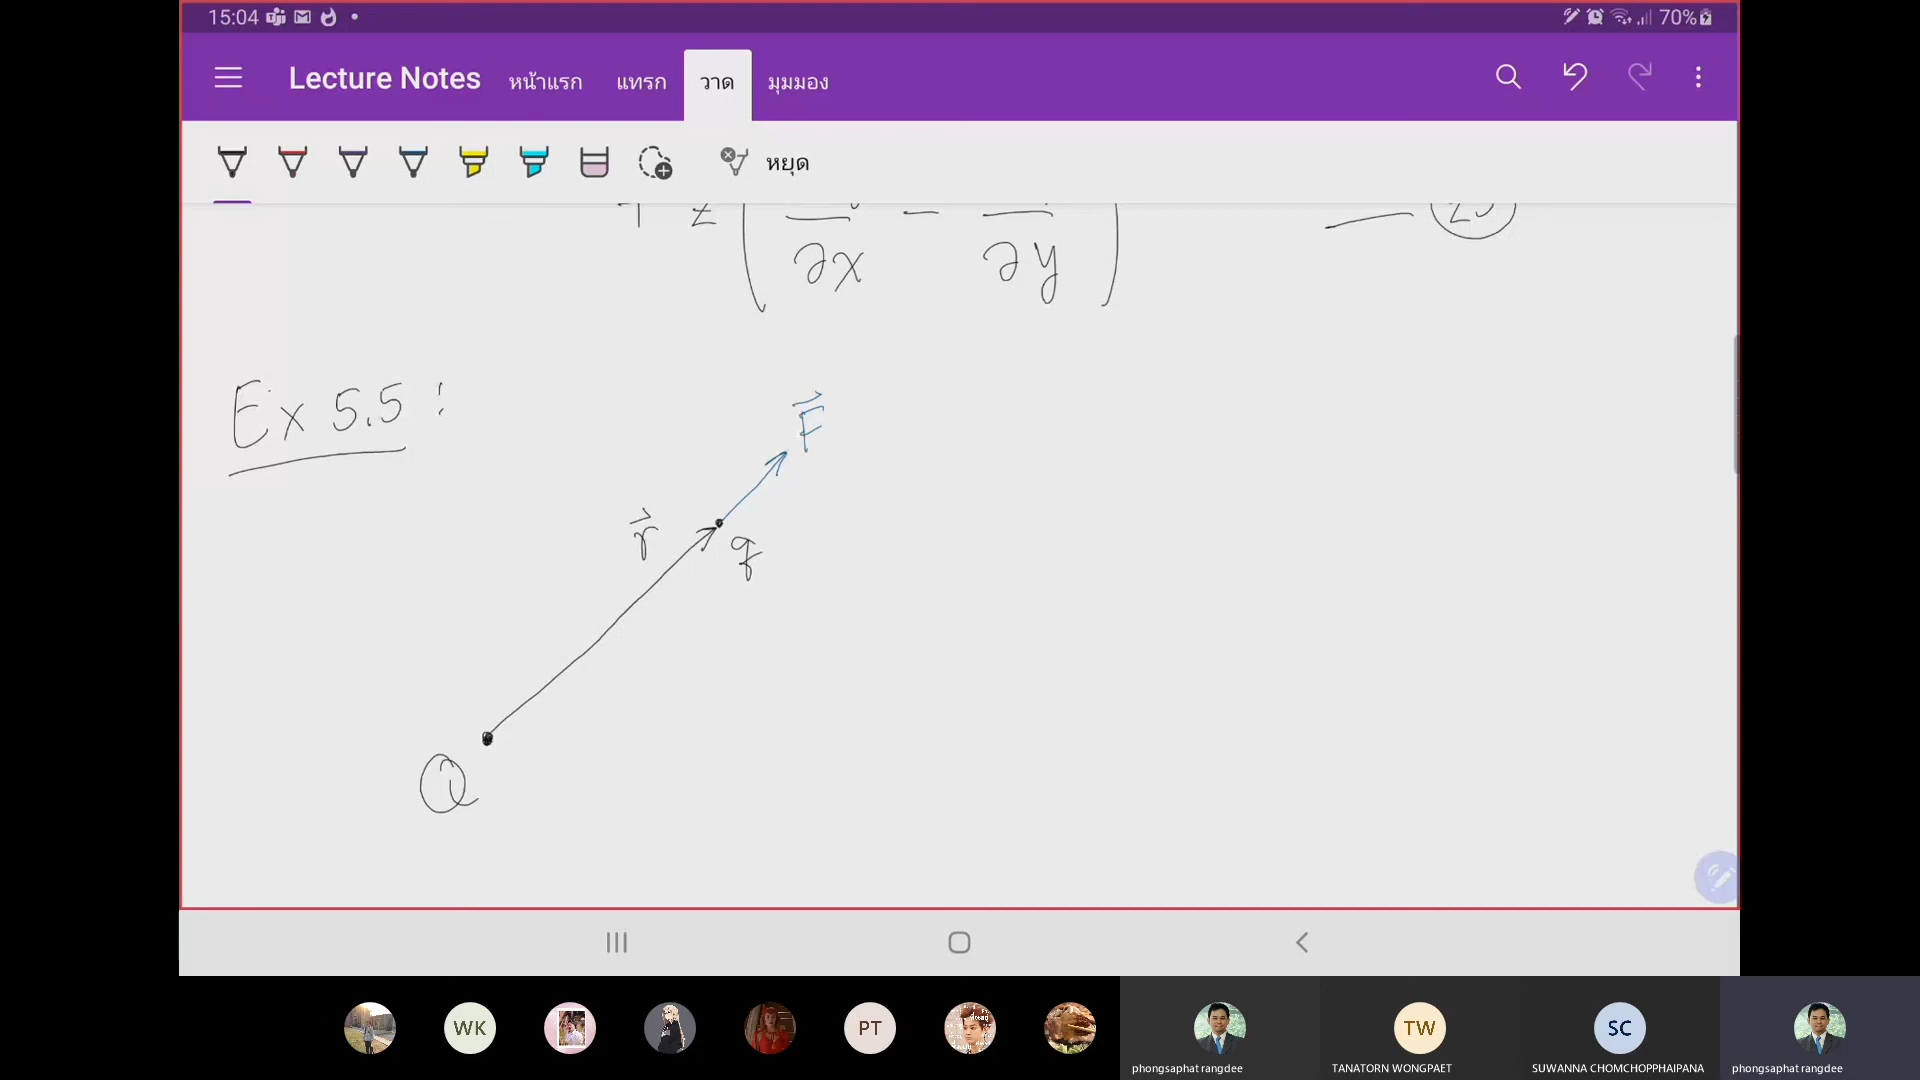 15:04 70%
Lecture Notes หน้าแรก แทรก วาด มุมมอง
หยุด
+ z ( ∂x - ∂y )
Ex 5.5 :
F
r
q
Q
WK PT TW SC
phongsaphat rangdee TANATORN WONGPAET SUWANNA CHOMCHOPPHAIPANA phongsaphat rangdee